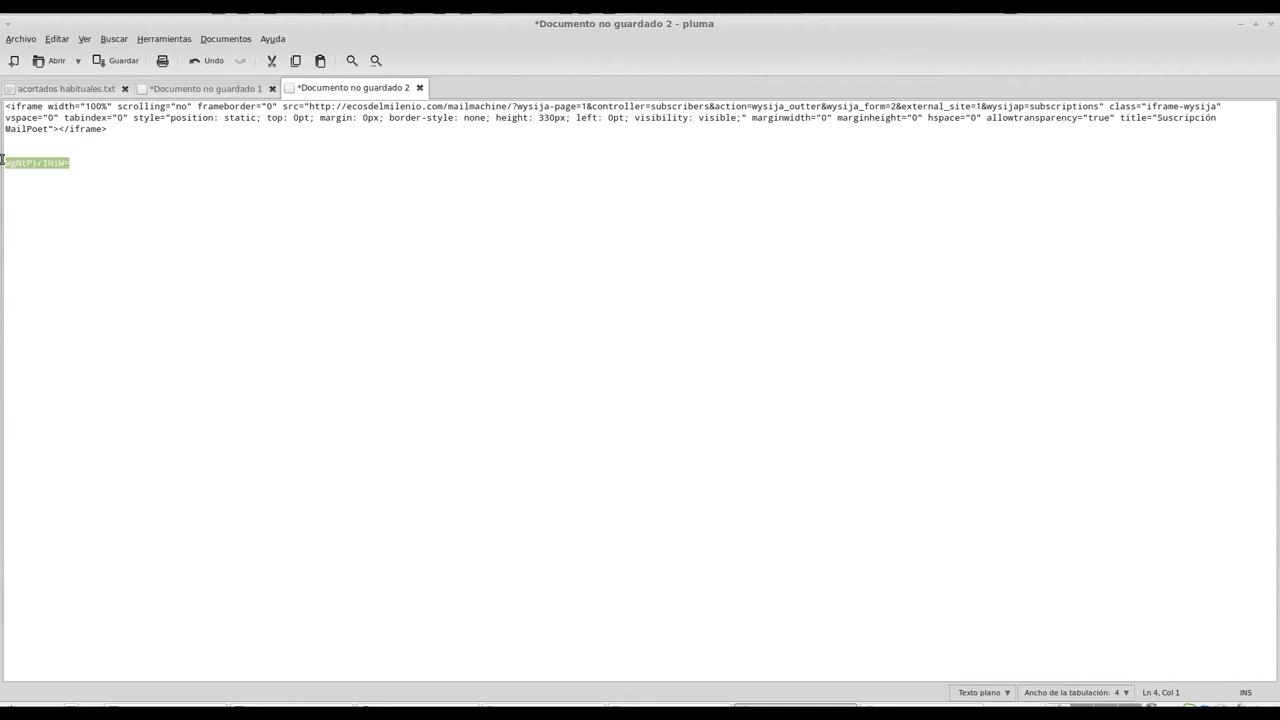 *Documento no guardado 2 - pluma
Archivo Editar Ver Buscar Herramientas Documentos Ayuda
Abrir Guardar Undo
acortados habituales.txt *Documento no guardado 1 *Documento no guardado 2
<iframe width="100%" scrolling="no" frameborder="0" src="http://ecosdelmilenio.com/mailmachine/?wysija-page=1&controller=subscribers&action=wysija_outter&wysija_form=2&external_site=1&wysijap=subscriptions" class="iframe-wysija"
vspace="0" tabindex="0" style="position: static; top: 0pt; margin: 0px; border-style: none; height: 330px; left: 0pt; visibility: visible;" marginwidth="0" marginheight="0" hspace="0" allowtransparency="true" title="Suscripción
MailPoet"></iframe>
WgNtP}rINiW=
Texto plano Ancho de la tabulación: 4 Ln 4, Col 1 INS